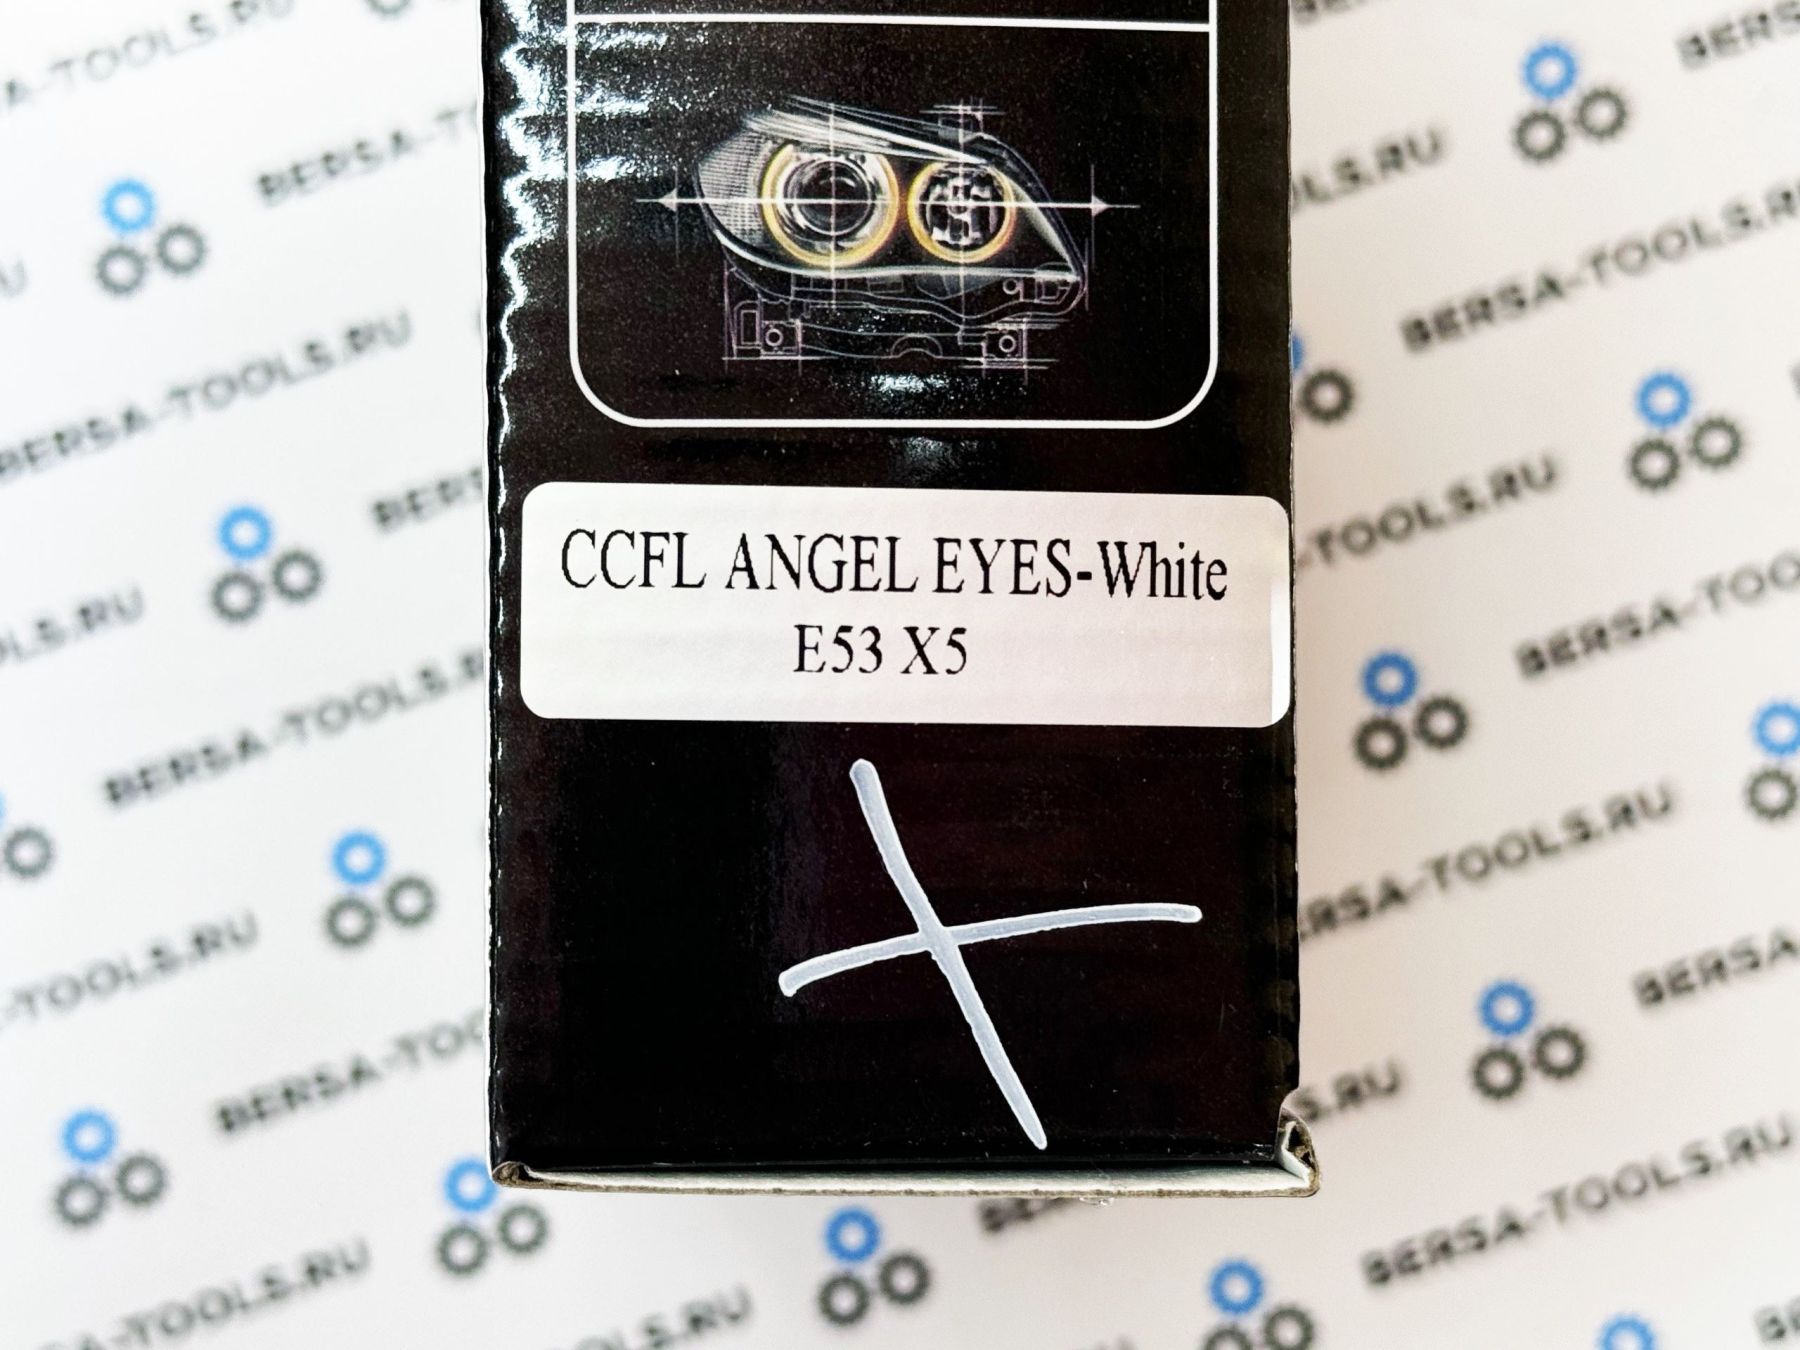 CCFL ANGEL EYES-White
E53 X5
BERSA-TOOLS.RU